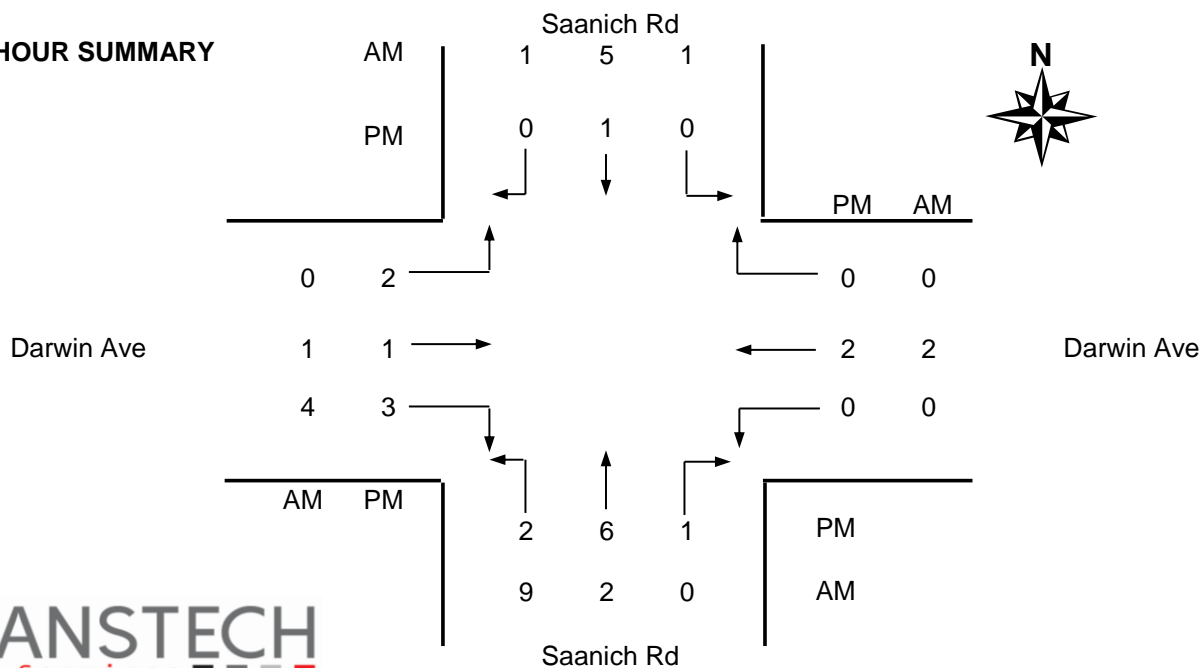 Saanich Rd
HOUR SUMMARY AM 1 5 1 N
PM 0 1 0
PM AM
0 2 0 0
Darwin Ave 1 1 2 2 Darwin Ave
4 3 0 0
AM PM
2 6 1 PM
9 2 0 AM
ANSTECH
Saanich Rd